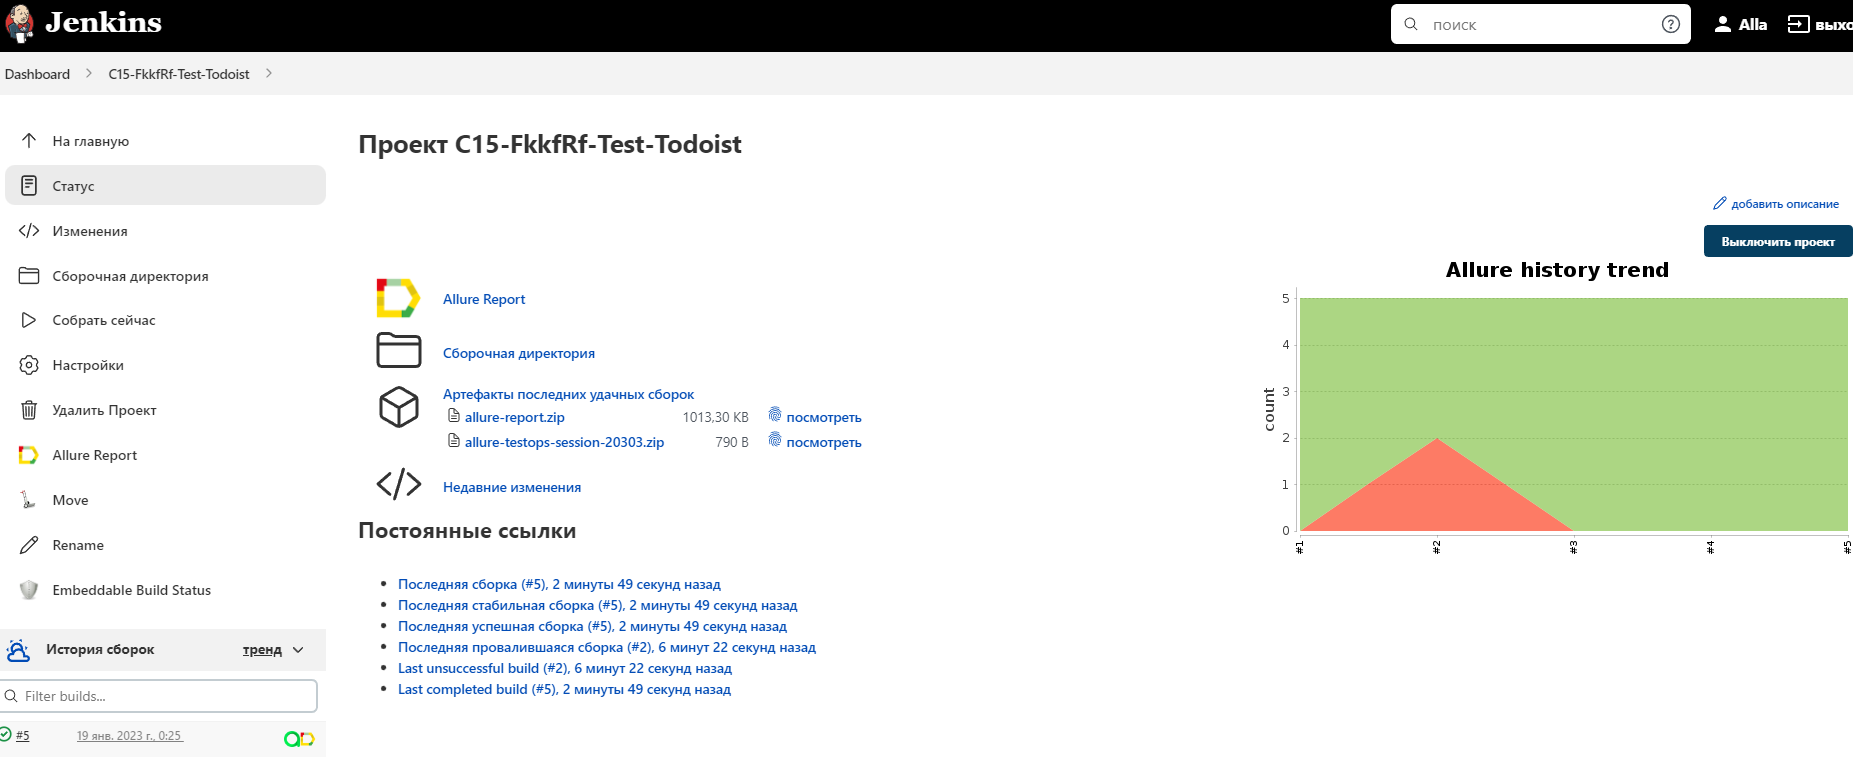 Jenkins
поиск
Alla
выхо
Dashboard
C15-FkkfRf-Test-Todoist
На главную
Статус
Изменения
Сборочная директория
Собрать сейчас
Настройки
Удалить Проект
Allure Report
Move
Rename
Embeddable Build Status
История сборок
тренд
Filter builds...
#5
19 янв. 2023 г., 0:25
Проект C15-FkkfRf-Test-Todoist
добавить описание
Выключить проект
Allure Report
Сборочная директория
Артефакты последних удачных сборок
allure-report.zip 1013,30 KB посмотреть
allure-testops-session-20303.zip 790 B посмотреть
Недавние изменения
Постоянные ссылки
Последняя сборка (#5), 2 минуты 49 секунд назад
Последняя стабильная сборка (#5), 2 минуты 49 секунд назад
Последняя успешная сборка (#5), 2 минуты 49 секунд назад
Последняя провалившаяся сборка (#2), 6 минут 22 секунд назад
Last unsuccessful build (#2), 6 минут 22 секунд назад
Last completed build (#5), 2 минуты 49 секунд назад
Allure history trend
5
4
3
2
1
0
count
#1
#2
#3
#4
#5